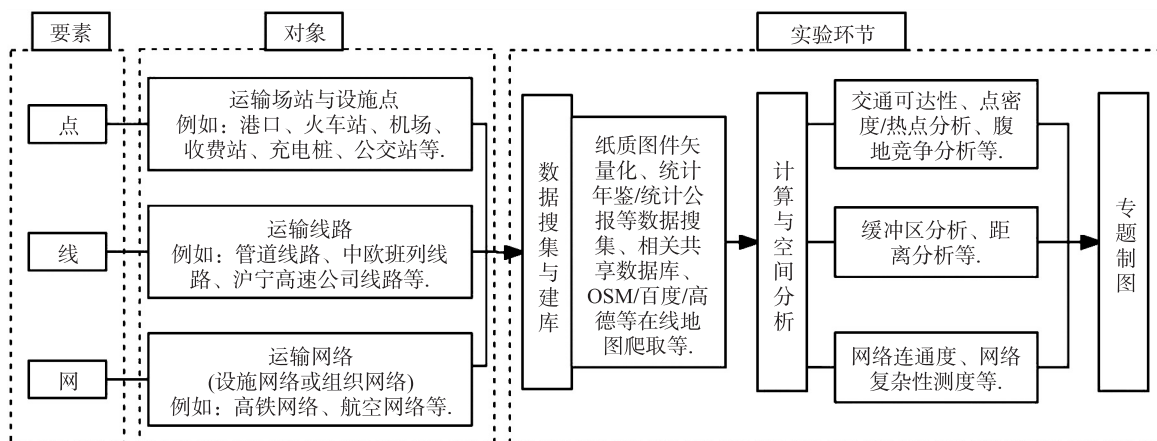 要素
对象
实验环节
点
运输场站与设施点
例如：港口、火车站、机场、
收费站、充电桩、公交站等.
线
运输线路
例如：管道线路、中欧班列线
路、沪宁高速公司线路等.
网
运输网络
(设施网络或组织网络)
例如：高铁网络、航空网络等.
数据搜集与建库
纸质图件矢
量化、统计
年鉴/统计公
报等数据搜
集、相关共
享数据库、
OSM/百度/高
德等在线地
图爬取等.
计算与空间分析
交通可达性、点密
度/热点分析、腹
地竞争分析等.
缓冲区分析、距
离分析等.
网络连通度、网络
复杂性测度等.
专题制图